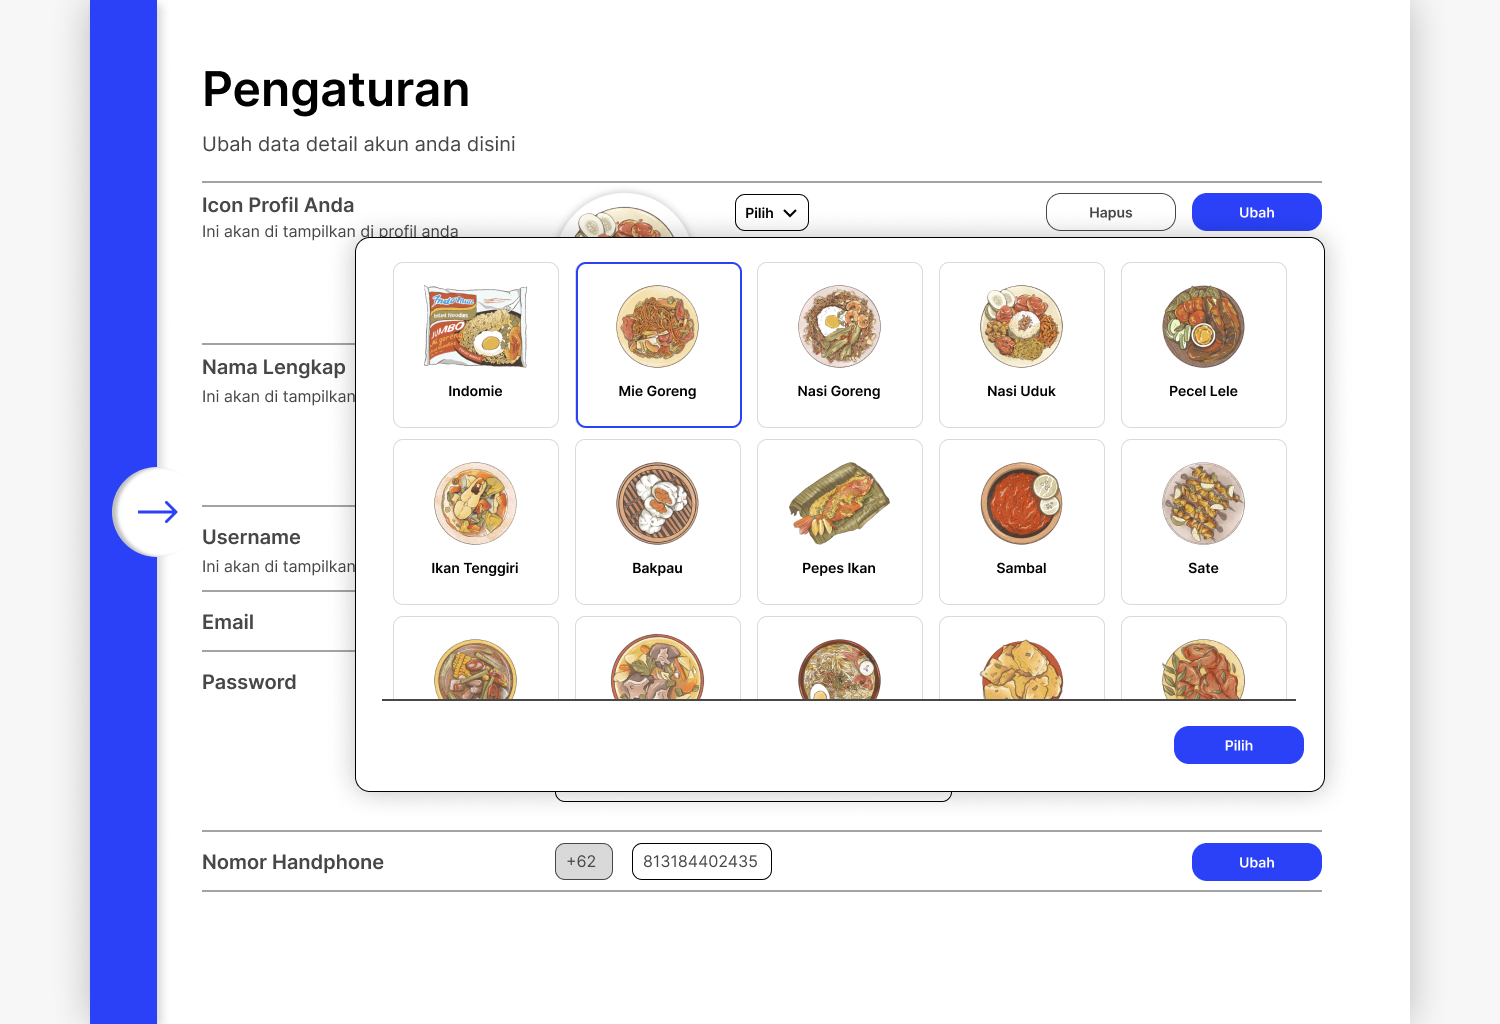 Pengaturan
Ubah data detail akun anda disini
Icon Profil Anda
Ini akan di tampilkan di profil anda
Pilih
Hapus
Ubah
Indomie
Mie Goreng
Nasi Goreng
Nasi Uduk
Pecel Lele
Nama Lengkap
Ini akan di tampilkan
Ikan Tenggiri
Bakpau
Pepes Ikan
Sambal
Sate
Username
Ini akan di tampilkan
Email
Password
Pilih
Nomor Handphone
+62
813184402435
Ubah